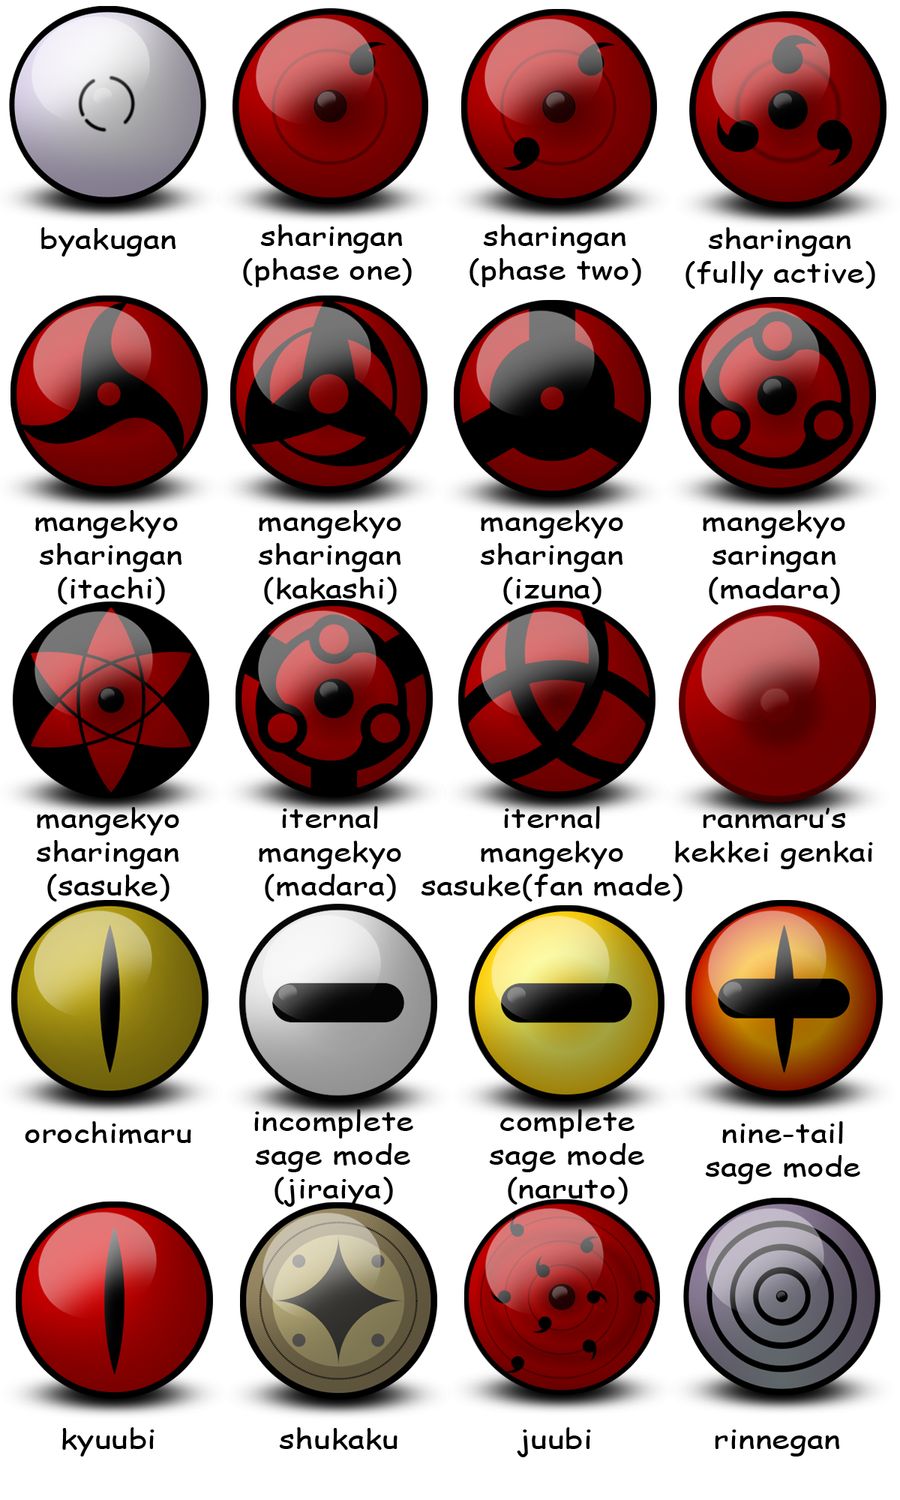 byakugan
sharingan
(phase one)
sharingan
(phase two)
sharingan
(fully active)
mangekyo
sharingan
(itachi)
mangekyo
sharingan
(kakashi)
mangekyo
sharingan
(izuna)
mangekyo
saringan
(madara)
mangekyo
sharingan
(sasuke)
iternal
mangekyo
(madara)
iternal
mangekyo
sasuke(fan made)
ranmaru's
kekkei genkai
orochimaru
incomplete
sage mode
(jiraiya)
complete
sage mode
(naruto)
nine-tail
sage mode
kyuubi
shukaku
juubi
rinnegan